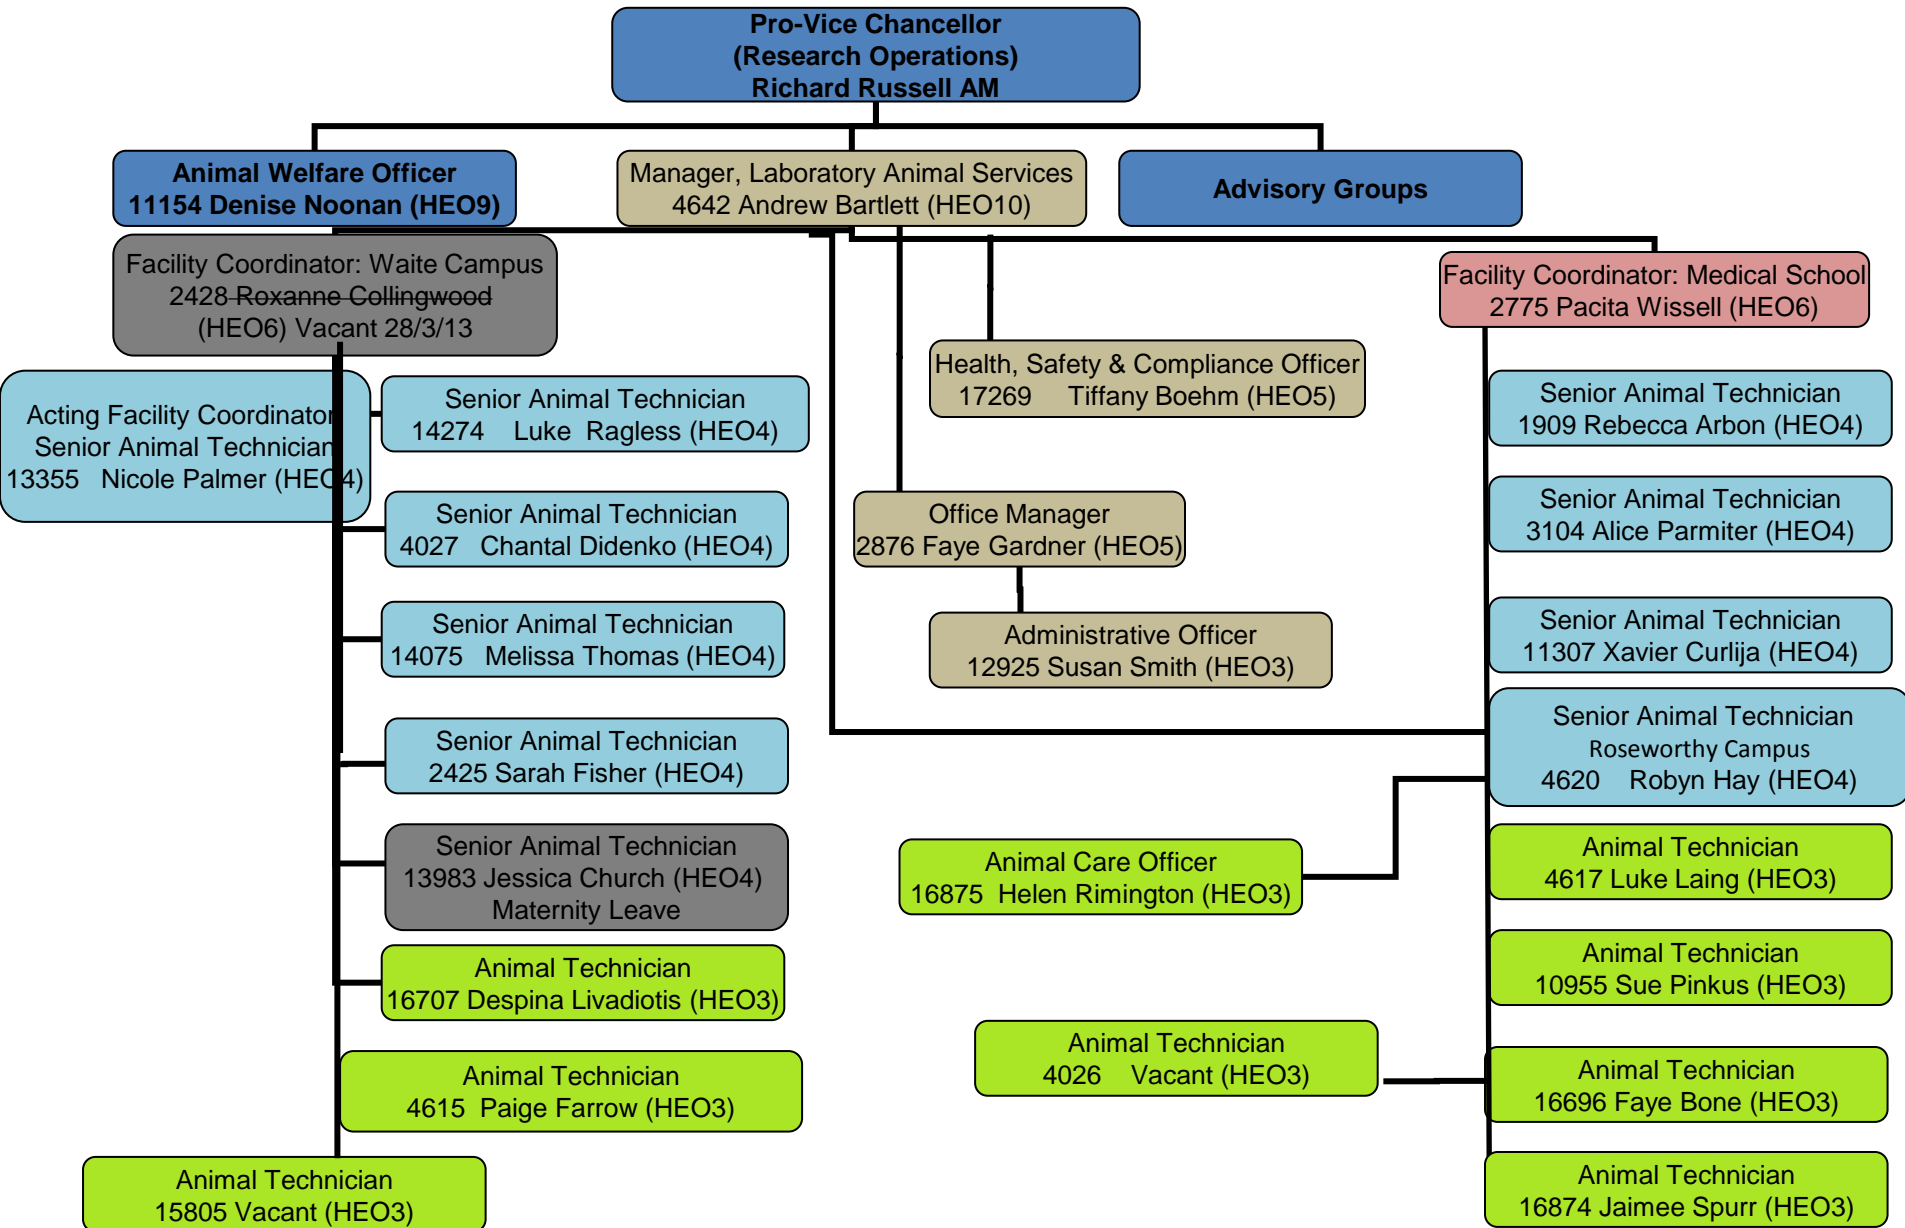 Pro-Vice Chancellor
(Research Operations)
Richard Russell AM
Animal Welfare Officer
11154 Denise Noonan (HEO9)
Manager, Laboratory Animal Services
4642 Andrew Bartlett (HEO10)
Advisory Groups
Facility Coordinator: Waite Campus
2428 Roxanne Collingwood
(HEO6) Vacant 28/3/13
Facility Coordinator: Medical School
2775 Pacita Wissell (HEO6)
Health, Safety & Compliance Officer
17269 Tiffany Boehm (HEO5)
Acting Facility Coordinator
Senior Animal Technician
13355 Nicole Palmer (HEO4)
Senior Animal Technician
14274 Luke Ragless (HEO4)
Senior Animal Technician
1909 Rebecca Arbon (HEO4)
Senior Animal Technician
4027 Chantal Didenko (HEO4)
Office Manager
2876 Faye Gardner (HEO5)
Senior Animal Technician
3104 Alice Parmiter (HEO4)
Senior Animal Technician
14075 Melissa Thomas (HEO4)
Administrative Officer
12925 Susan Smith (HEO3)
Senior Animal Technician
11307 Xavier Curlija (HEO4)
Senior Animal Technician
2425 Sarah Fisher (HEO4)
Senior Animal Technician
Roseworthy Campus
4620 Robyn Hay (HEO4)
Senior Animal Technician
13983 Jessica Church (HEO4)
Maternity Leave
Animal Care Officer
16875 Helen Rimington (HEO3)
Animal Technician
4617 Luke Laing (HEO3)
Animal Technician
16707 Despina Livadiotis (HEO3)
Animal Technician
10955 Sue Pinkus (HEO3)
Animal Technician
4615 Paige Farrow (HEO3)
Animal Technician
4026 Vacant (HEO3)
Animal Technician
16696 Faye Bone (HEO3)
Animal Technician
15805 Vacant (HEO3)
Animal Technician
16874 Jaimee Spurr (HEO3)